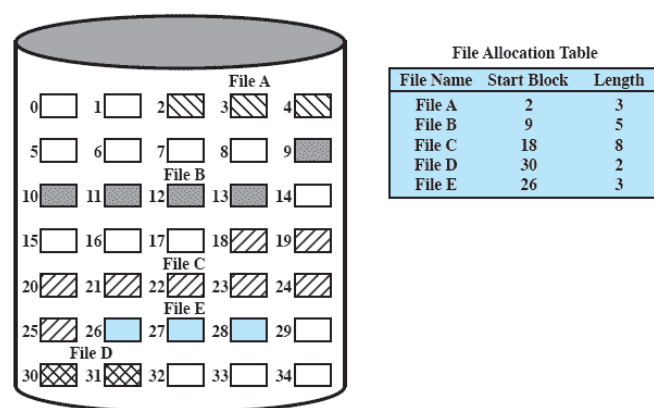 File A
0 1 2 3 4
5 6 7 8 9
File B
10 11 12 13 14
15 16 17 18 19
File C
20 21 22 23 24
File E
25 26 27 28 29
File D
30 31 32 33 34
File Allocation Table
File Name Start Block Length
File A 2 3
File B 9 5
File C 18 8
File D 30 2
File E 26 3